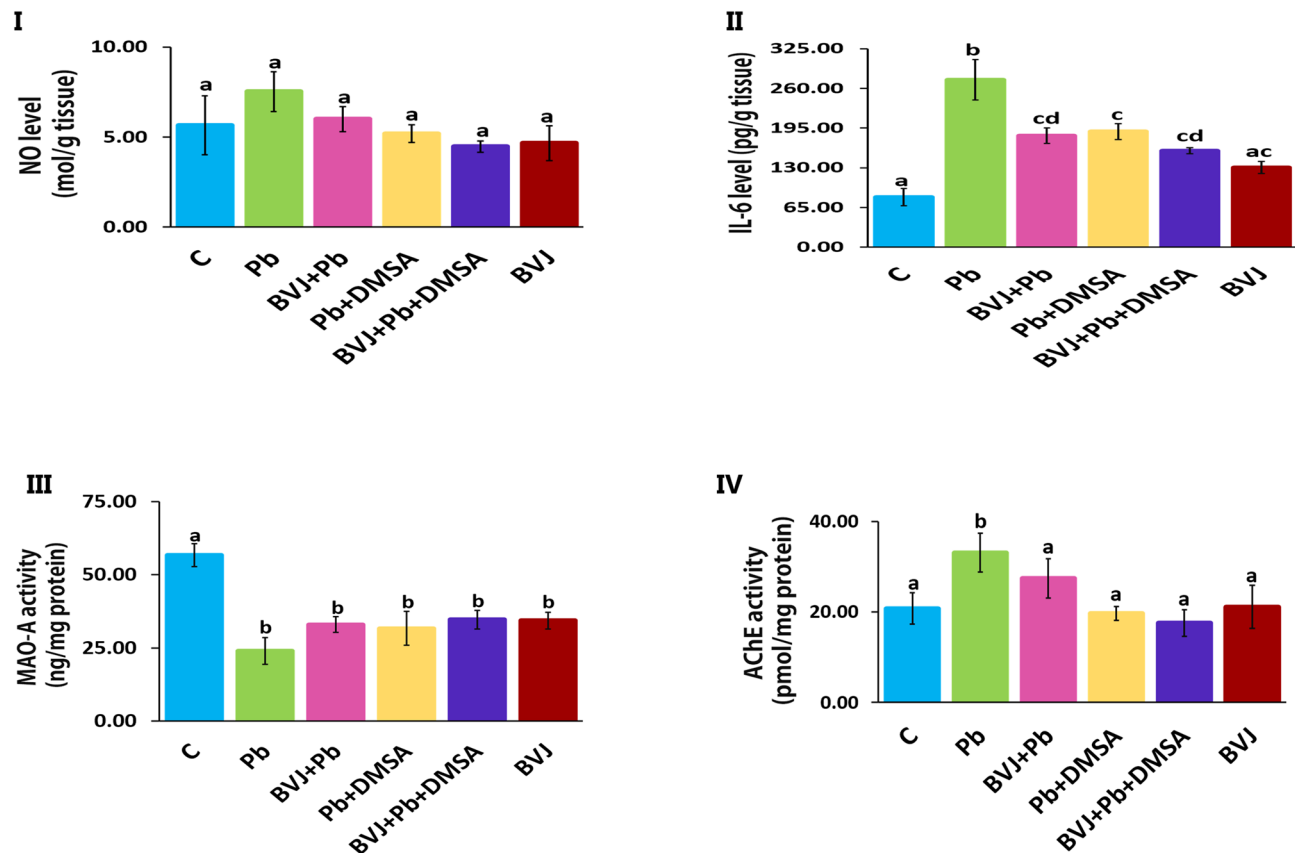 I
NO level
(mol/g tissue)
10.00
5.00
0.00
a
a
a
a
a
a
C
Pb
BVJ+Pb
Pb+DMSA
BVJ+Pb+DMSA
BVJ
II
IL-6 level (pg/g tissue)
325.00
260.00
195.00
130.00
65.00
0.00
a
b
cd
c
cd
ac
C
Pb
BVJ+Pb
Pb+DMSA
BVJ+Pb+DMSA
BVJ
III
MAO-A activity
(ng/mg protein)
75.00
50.00
25.00
0.00
a
b
b
b
b
b
C
Pb
BVJ+Pb
Pb+DMSA
BVJ+Pb+DMSA
BVJ
IV
AChE activity
(pmol/mg protein)
40.00
20.00
0.00
a
b
a
a
a
a
C
Pb
BVJ+Pb
Pb+DMSA
BVJ+Pb+DMSA
BVJ